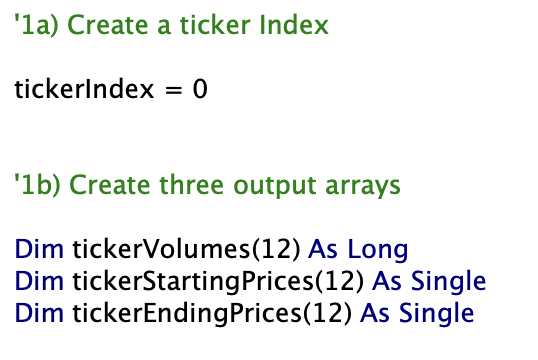 '1a) Create a ticker Index
tickerIndex = 0
'1b) Create three output arrays
Dim tickerVolumes(12) As Long
Dim tickerStartingPrices(12) As Single
Dim tickerEndingPrices(12) As Single